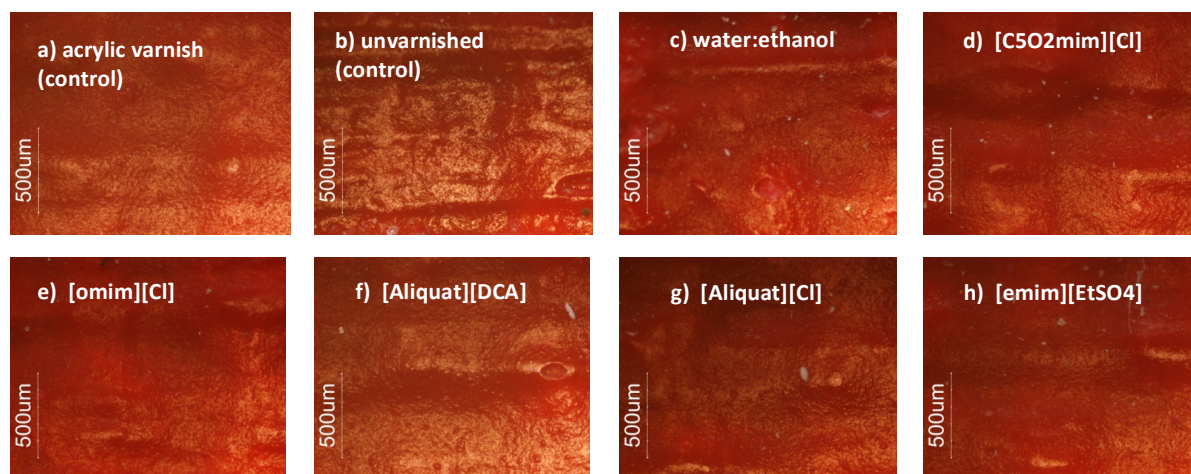 a) acrylic varnish
(control)
500um
b) unvarnished
(control)
500um
c) water:ethanol
500um
d) [C5O2mim][Cl]
500um
e) [omim][Cl]
500um
f) [Aliquat][DCA]
500um
g) [Aliquat][Cl]
500um
h) [emim][EtSO4]
500um